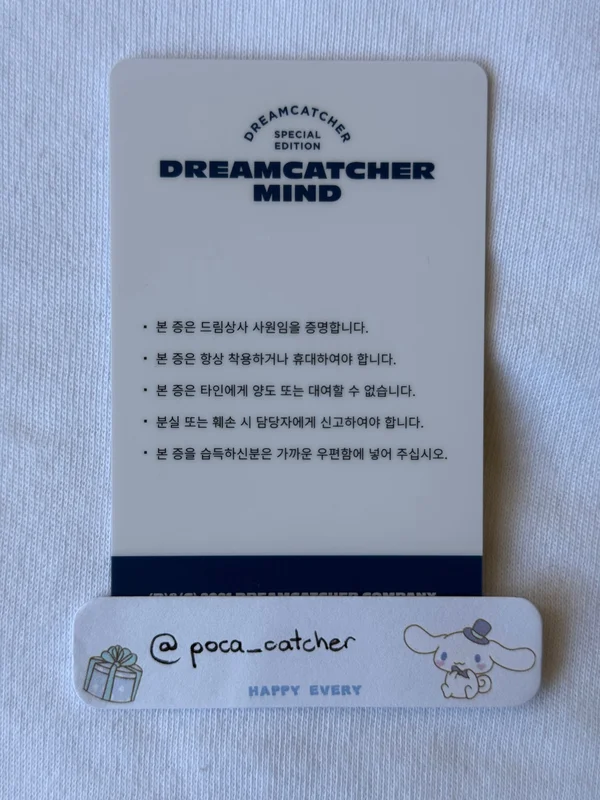 DREAMCATCHER
SPECIAL
EDITION
DREAMCATCHER
MIND
• 본 증은 드림상사 사원임을 증명합니다.
• 본 증은 항상 착용하거나 휴대하여야 합니다.
• 본 증은 타인에게 양도 또는 대여할 수 없습니다.
• 분실 또는 훼손 시 담당자에게 신고하여야 합니다.
• 본 증을 습득하신분은 가까운 우편함에 넣어 주십시오.
2021 DREAMCATCHER COMPANY
@ poca_catcher
HAPPY EVERY